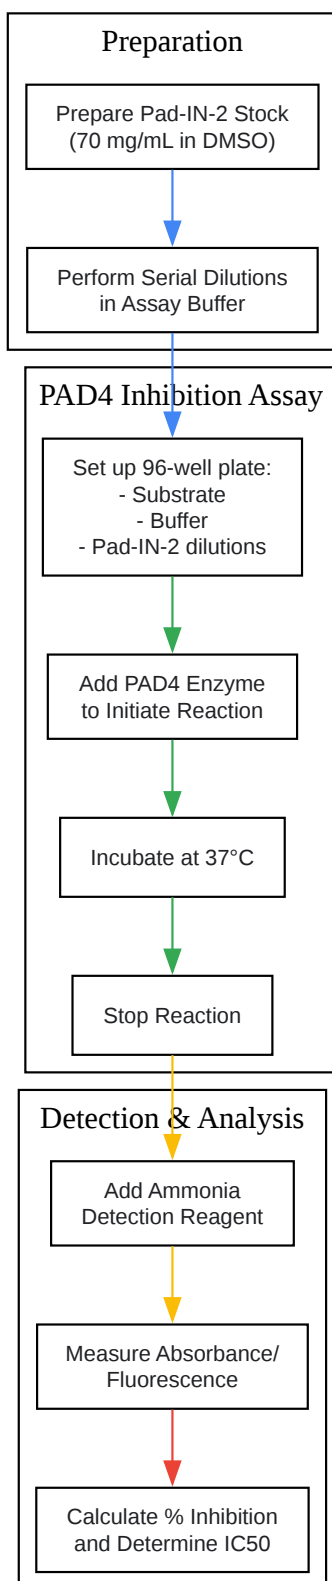 Preparation
Prepare Pad-IN-2 Stock
(70 mg/mL in DMSO)
Perform Serial Dilutions
in Assay Buffer
PAD4 Inhibition Assay
Set up 96-well plate:
- Substrate
- Buffer
- Pad-IN-2 dilutions
Add PAD4 Enzyme
to Initiate Reaction
Incubate at 37°C
Stop Reaction
Detection & Analysis
Add Ammonia
Detection Reagent
Measure Absorbance/
Fluorescence
Calculate % Inhibition
and Determine IC50